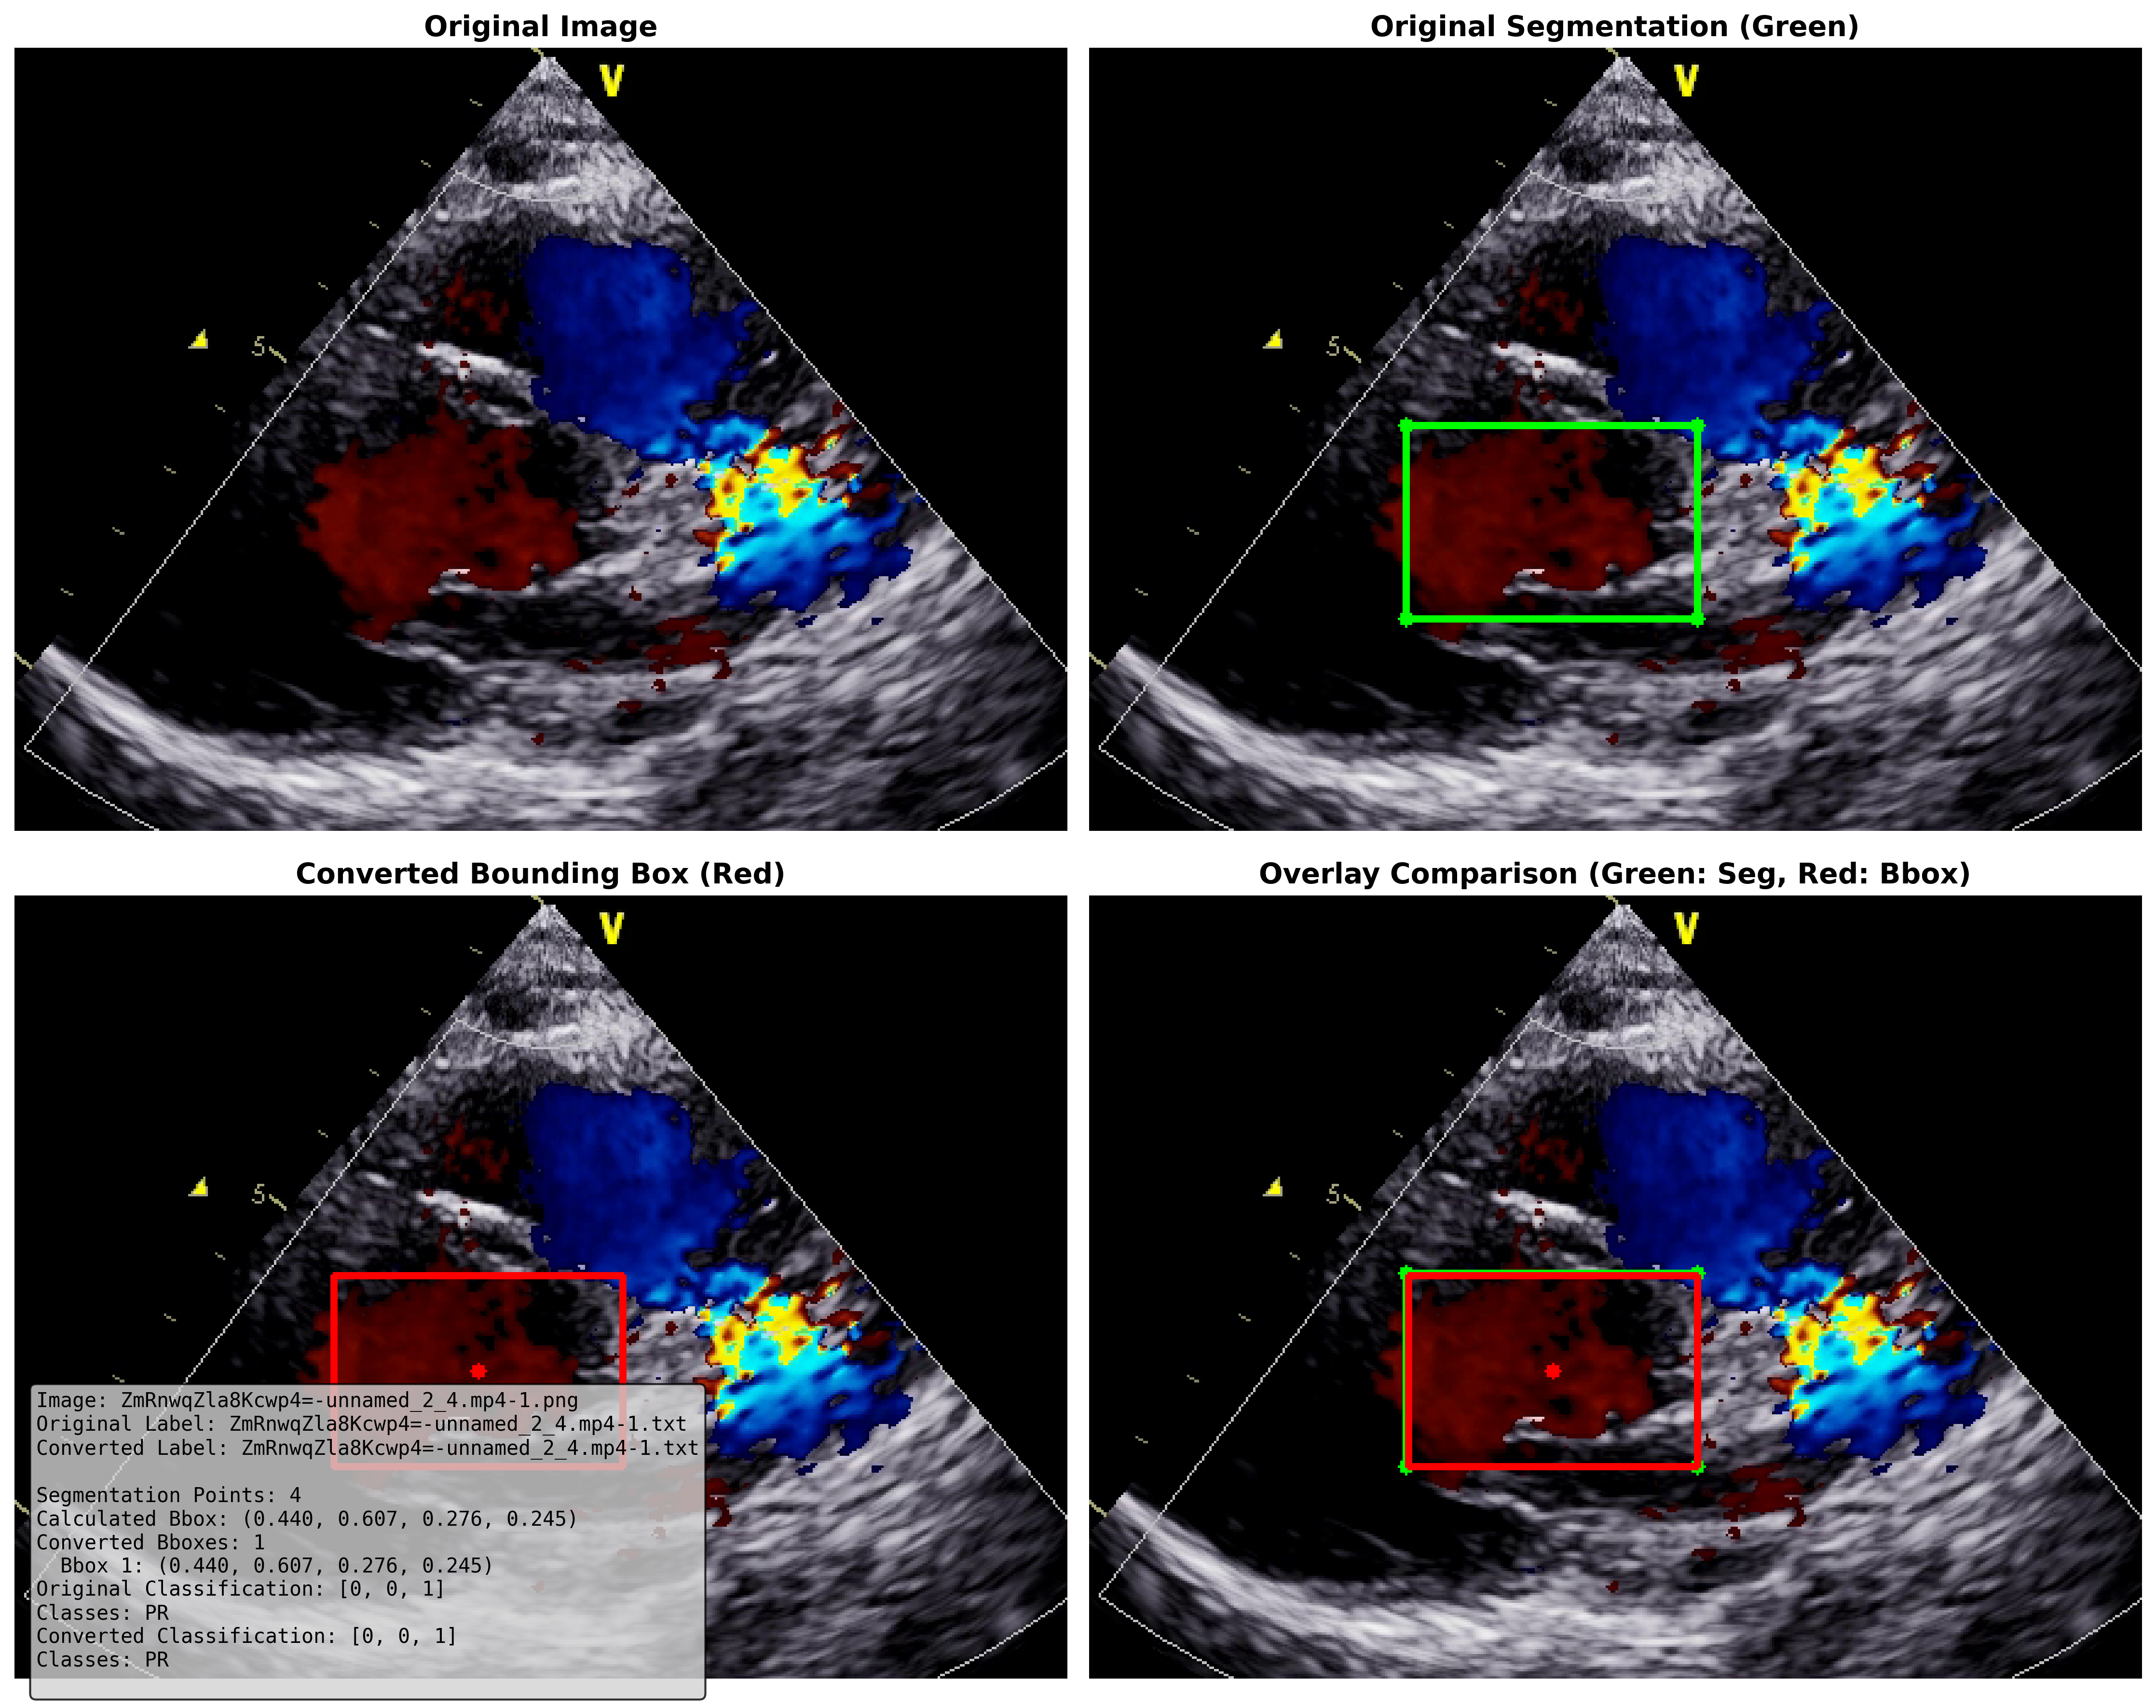 Original Image
Original Segmentation (Green)
V
5
V
5
Converted Bounding Box (Red)
Overlay Comparison (Green: Seg, Red: Bbox)
V
5
V
5
Image: ZmRnwqZla8Kcwp4=-unnamed_2_4.mp4-1.png
Original Label: ZmRnwqZla8Kcwp4=-unnamed_2_4.mp4-1.txt
Converted Label: ZmRnwqZla8Kcwp4=-unnamed_2_4.mp4-1.txt
Segmentation Points: 4
Calculated Bbox: (0.440, 0.607, 0.276, 0.245)
Converted Bboxes: 1
Bbox 1: (0.440, 0.607, 0.276, 0.245)
Original Classification: [0, 0, 1]
Classes: PR
Converted Classification: [0, 0, 1]
Classes: PR